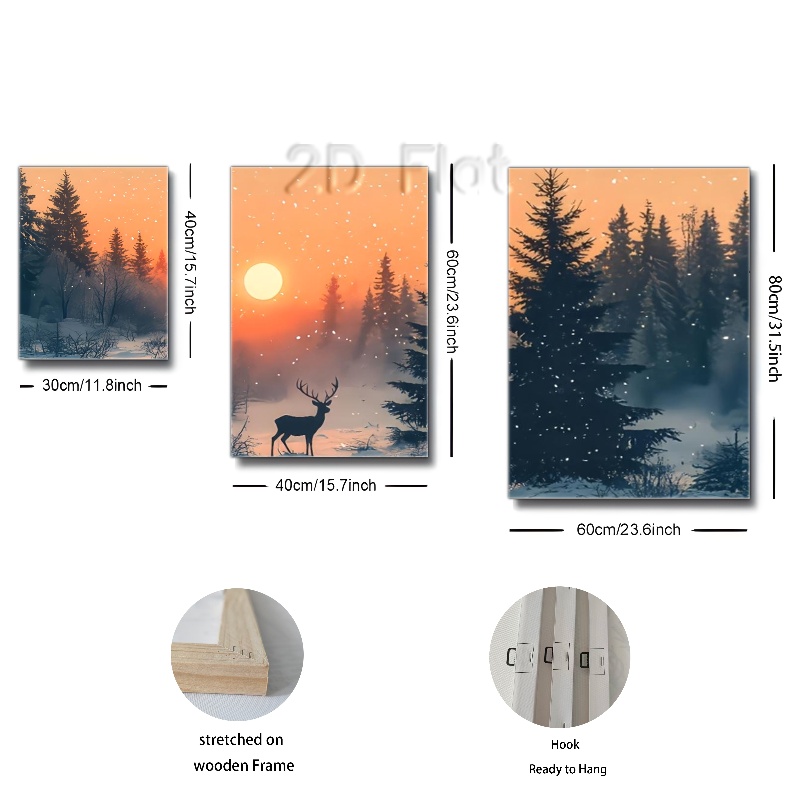 2D Flat
40cm/15.7inch
30cm/11.8inch
60cm/23.6inch
40cm/15.7inch
80cm/31.5inch
60cm/23.6inch
stretched on
wooden Frame
Hook
Ready to Hang